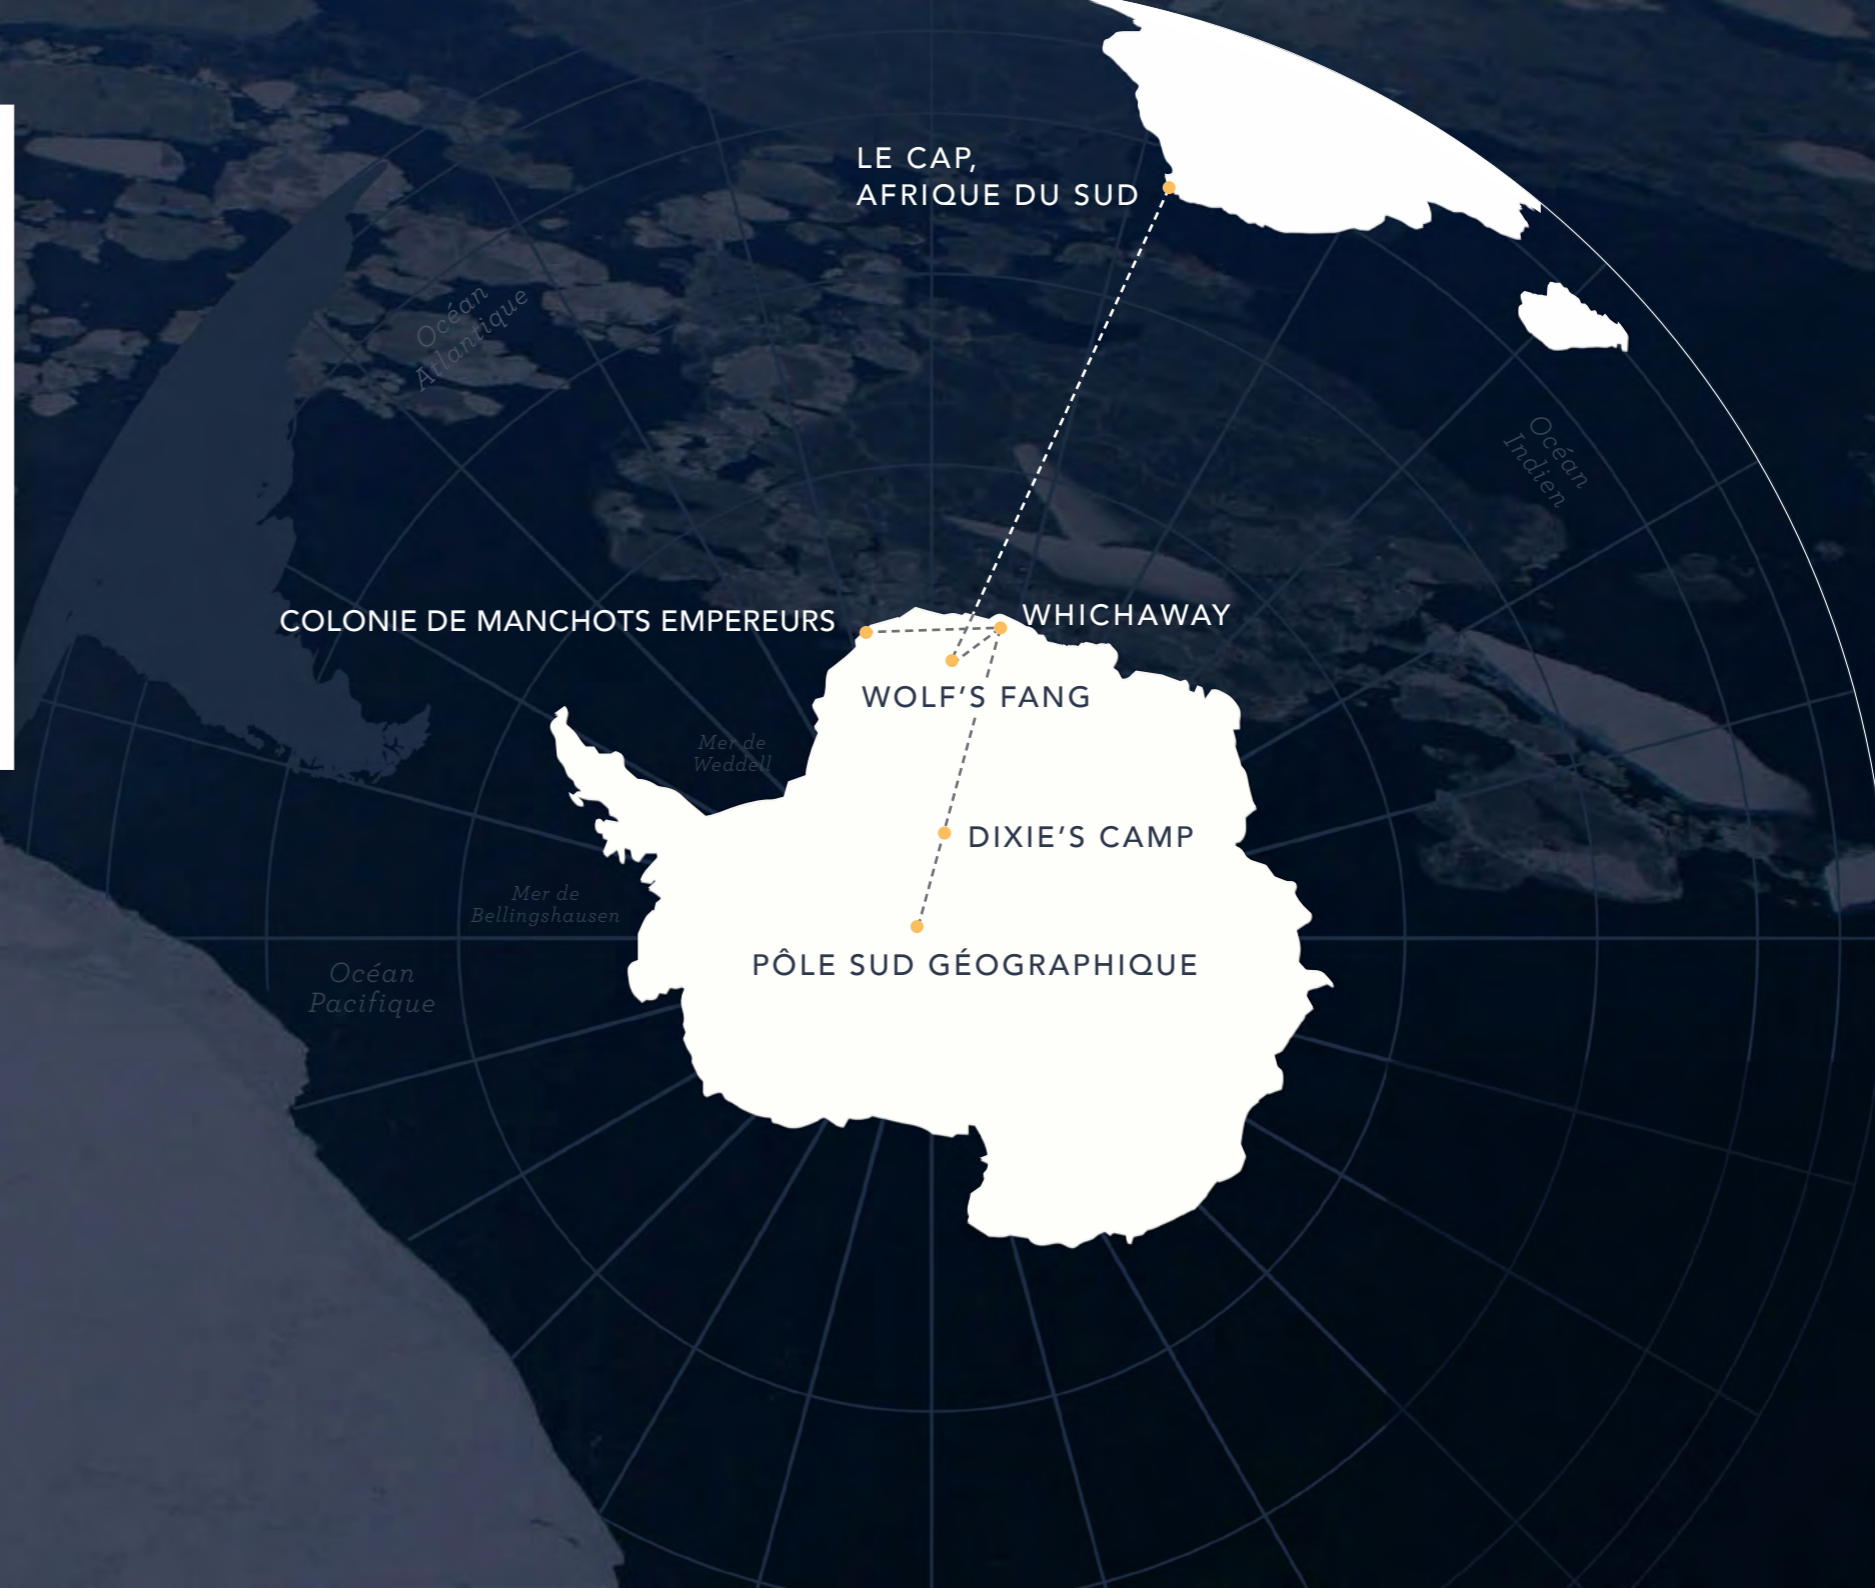 LE CAP,
AFRIQUE DU SUD
Océan
Atlantique
Océan
Indien
COLONIE DE MANCHOTS EMPEREURS
WHICHAWAY
WOLF’S FANG
Mer de
Weddell
DIXIE’S CAMP
Mer de
Bellingshausen
PÔLE SUD GÉOGRAPHIQUE
Océan
Pacifique